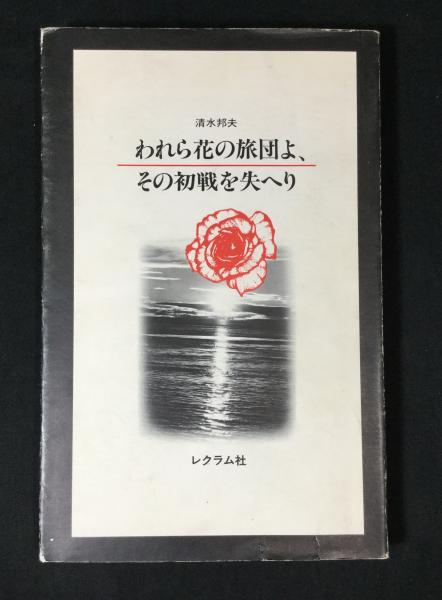 清水邦夫
われら花の旅団よ、
その初戦を失へり
レクラム社